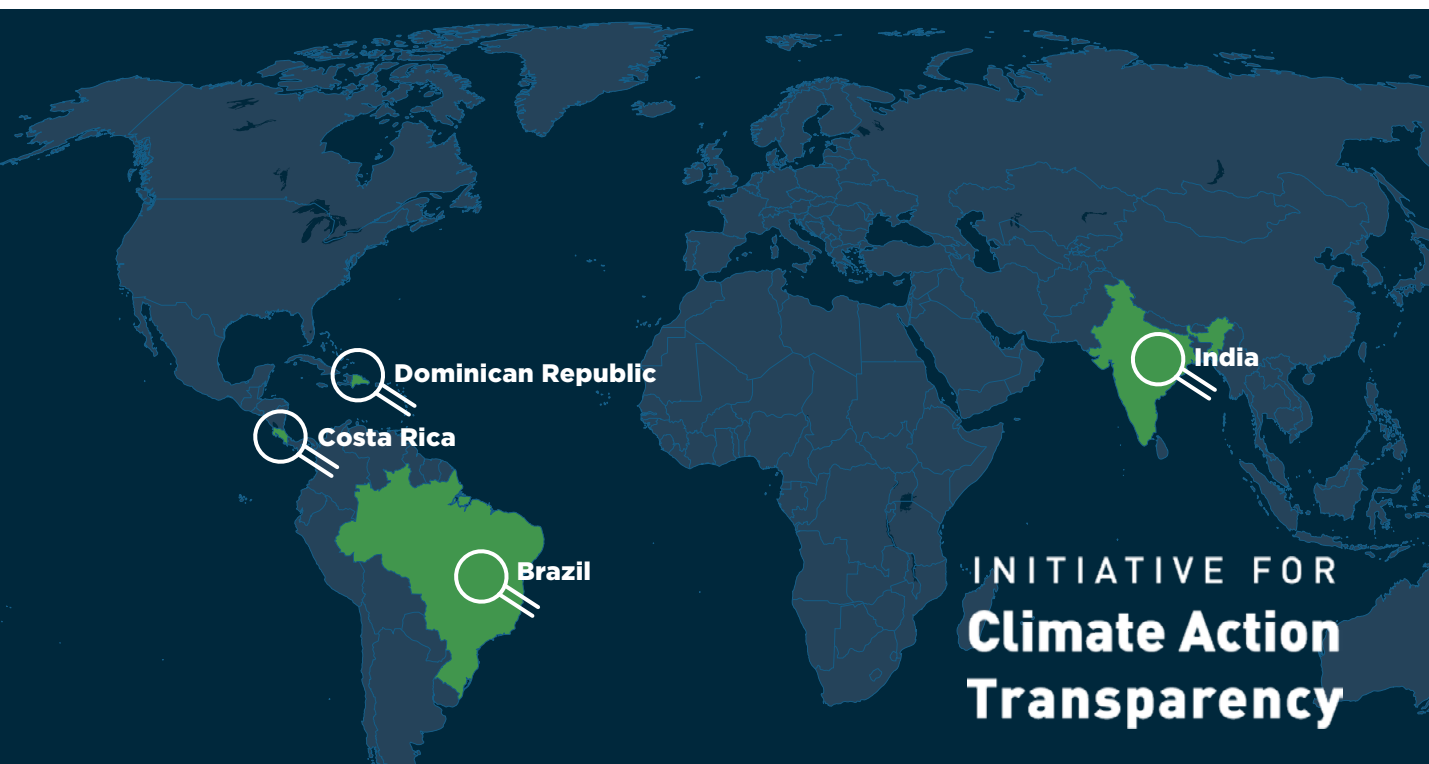 Dominican Republic
India
Costa Rica
Brazil
INITIATIVE FOR
Climate Action
Transparency